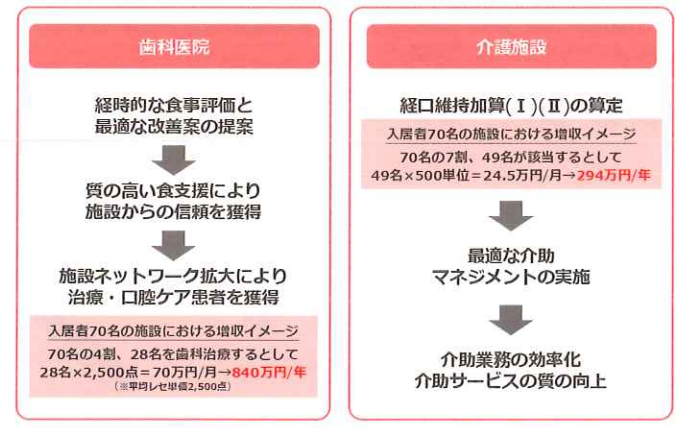 歯科医院
経時的な食事評価と
最適な改善案の提案
質の高い食支援により
施設からの信頼を獲得
施設ネットワーク拡大により
治療・口腔ケア患者を獲得
入居者70名の施設における増収イメージ
70名の4割、28名を歯科治療するとして
28名×2,500点＝70万円/月→840万円/年
（※平均レセ単価2,500点）
介護施設
経口維持加算(Ⅰ)(Ⅱ)の算定
入居者70名の施設における増収イメージ
70名の7割、49名が該当するとして
49名×500単位＝24.5万円/月→294万円/年
最適な介助
マネジメントの実施
介助業務の効率化
介助サービスの質の向上